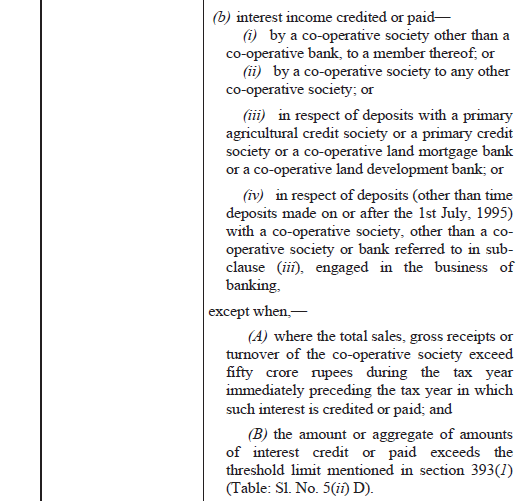 (b) interest income credited or paid—
(i) by a co-operative society other than a
co-operative bank, to a member thereof; or
(ii) by a co-operative society to any other
co-operative society; or
(iii) in respect of deposits with a primary
agricultural credit society or a primary credit
society or a co-operative land mortgage bank
or a co-operative land development bank; or
(iv) in respect of deposits (other than time
deposits made on or after the 1st July, 1995)
with a co-operative society, other than a co-
operative society or bank referred to in sub-
clause (iii), engaged in the business of
banking,
except when,—
(A) where the total sales, gross receipts or
turnover of the co-operative society exceed
fifty crore rupees during the tax year
immediately preceding the tax year in which
such interest is credited or paid; and
(B) the amount or aggregate of amounts
of interest credit or paid exceeds the
threshold limit mentioned in section 393(1)
(Table: Sl. No. 5(ii) D).